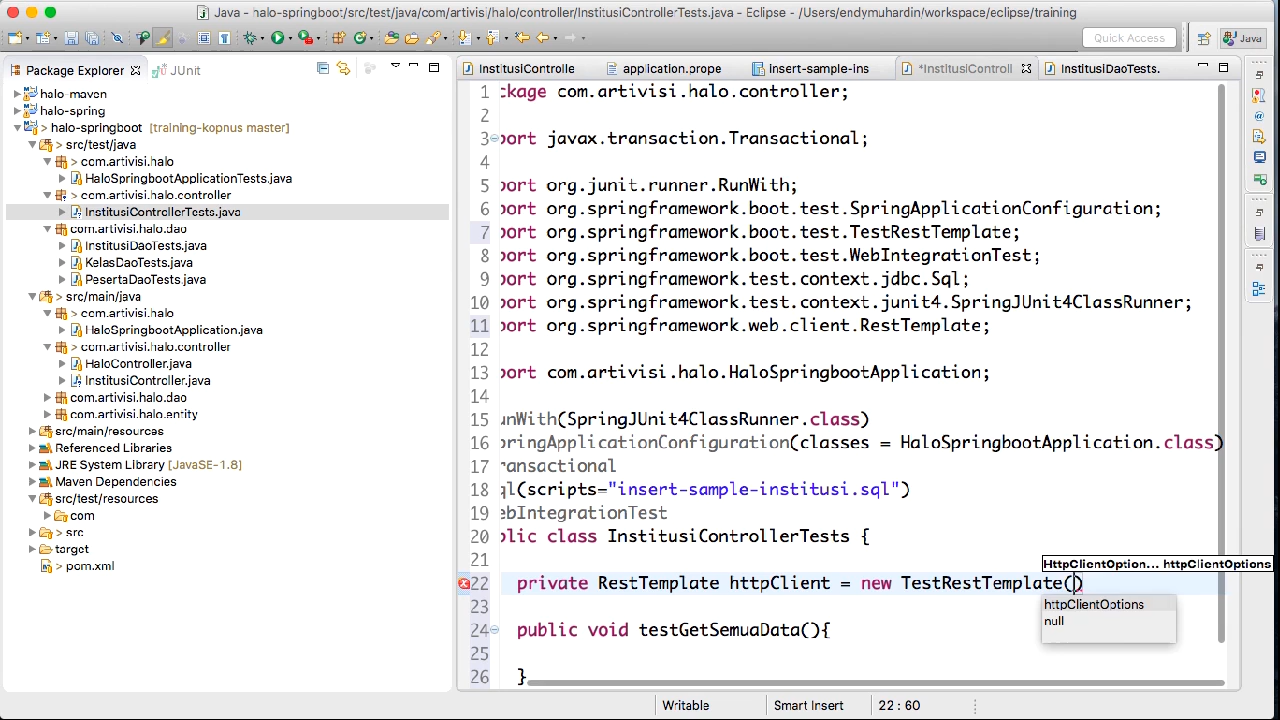 Java - halo-springboot/src/test/java/com/artivis/halo/controller/InstitusiControllerTests.java - Eclipse - /Users/endymuhardin/workspace/eclipse/training
Quick Access
Java
Package Explorer
JUnit
halo-maven
halo-spring
> halo-springboot [training-kopnus master]
> src/test/java
> com.artivisi.halo
> HaloSpringbootApplicationTests.java
> com.artivisi.halo.controller
InstitusiControllerTests.java
com.artivisi.halo.dao
InstitusiDaoTests.java
KelasDaoTests.java
PesertaDaoTests.java
> src/main/java
> com.artivisi.halo
> HaloSpringbootApplication.java
> com.artivisi.halo.controller
HaloController.java
InstitusiController.java
com.artivisi.halo.dao
com.artivisi.halo.entity
src/main/resources
Referenced Libraries
JRE System Library [JavaSE-1.8]
Maven Dependencies
src/test/resources
com
> src
target
> pom.xml
InstitusiControlle
application.prope
insert-sample-ins
*InstitusiControll
InstitusiDaoTests.
1 ckage com.artivisi.halo.controller;
2
3 port javax.transaction.Transactional;
4
5 port org.junit.runner.RunWith;
6 port org.springframework.boot.test.SpringApplicationConfiguration;
7 port org.springframework.boot.test.TestRestTemplate;
8 port org.springframework.boot.test.WebIntegrationTest;
9 port org.springframework.test.context.jdbc.Sql;
10 port org.springframework.test.context.junit4.SpringJUnit4ClassRunner;
11 port org.springframework.web.client.RestTemplate;
12
13 port com.artivisi.halo.HaloSpringbootApplication;
14
15 unWith(SpringJUnit4ClassRunner.class)
16 pringApplicationConfiguration(classes = HaloSpringbootApplication.class)
17 ransactional
18 ql(scripts="insert-sample-institusi.sql")
19 ebIntegrationTest
20 blic class InstitusiControllerTests {
21
HttpClientOption... httpClientOptions
22 private RestTemplate httpClient = new TestRestTemplate()
httpClientOptions
null
23
24 public void testGetSemuaData(){
25
26 }
Writable
Smart Insert
22 : 60